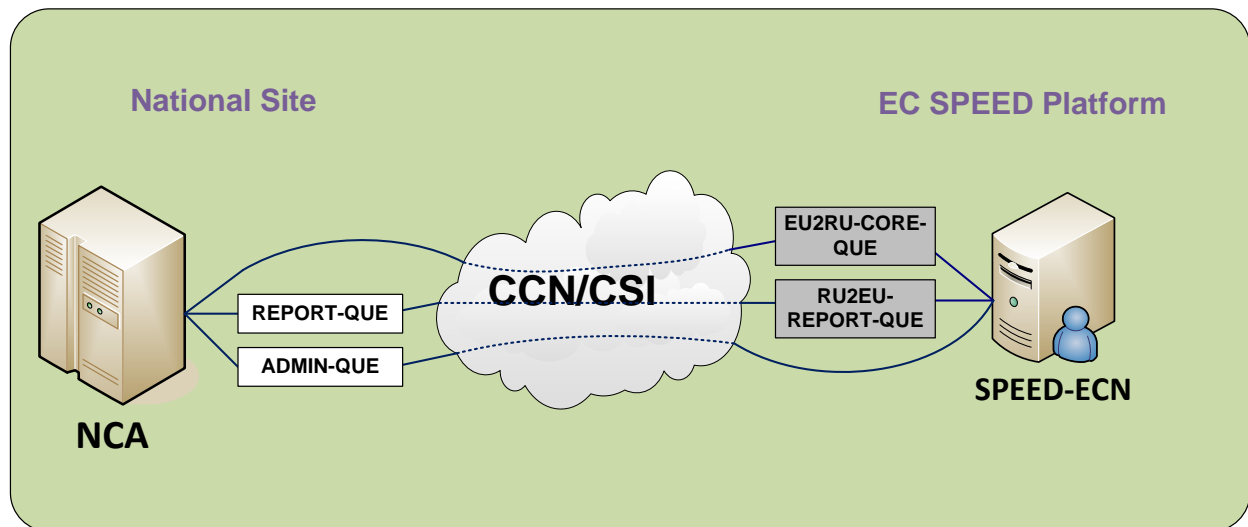 National Site
EC SPEED Platform
EU2RU-CORE-
QUE
CCN/CSI
REPORT-QUE
RU2EU-
REPORT-QUE
ADMIN-QUE
SPEED-ECN
NCA